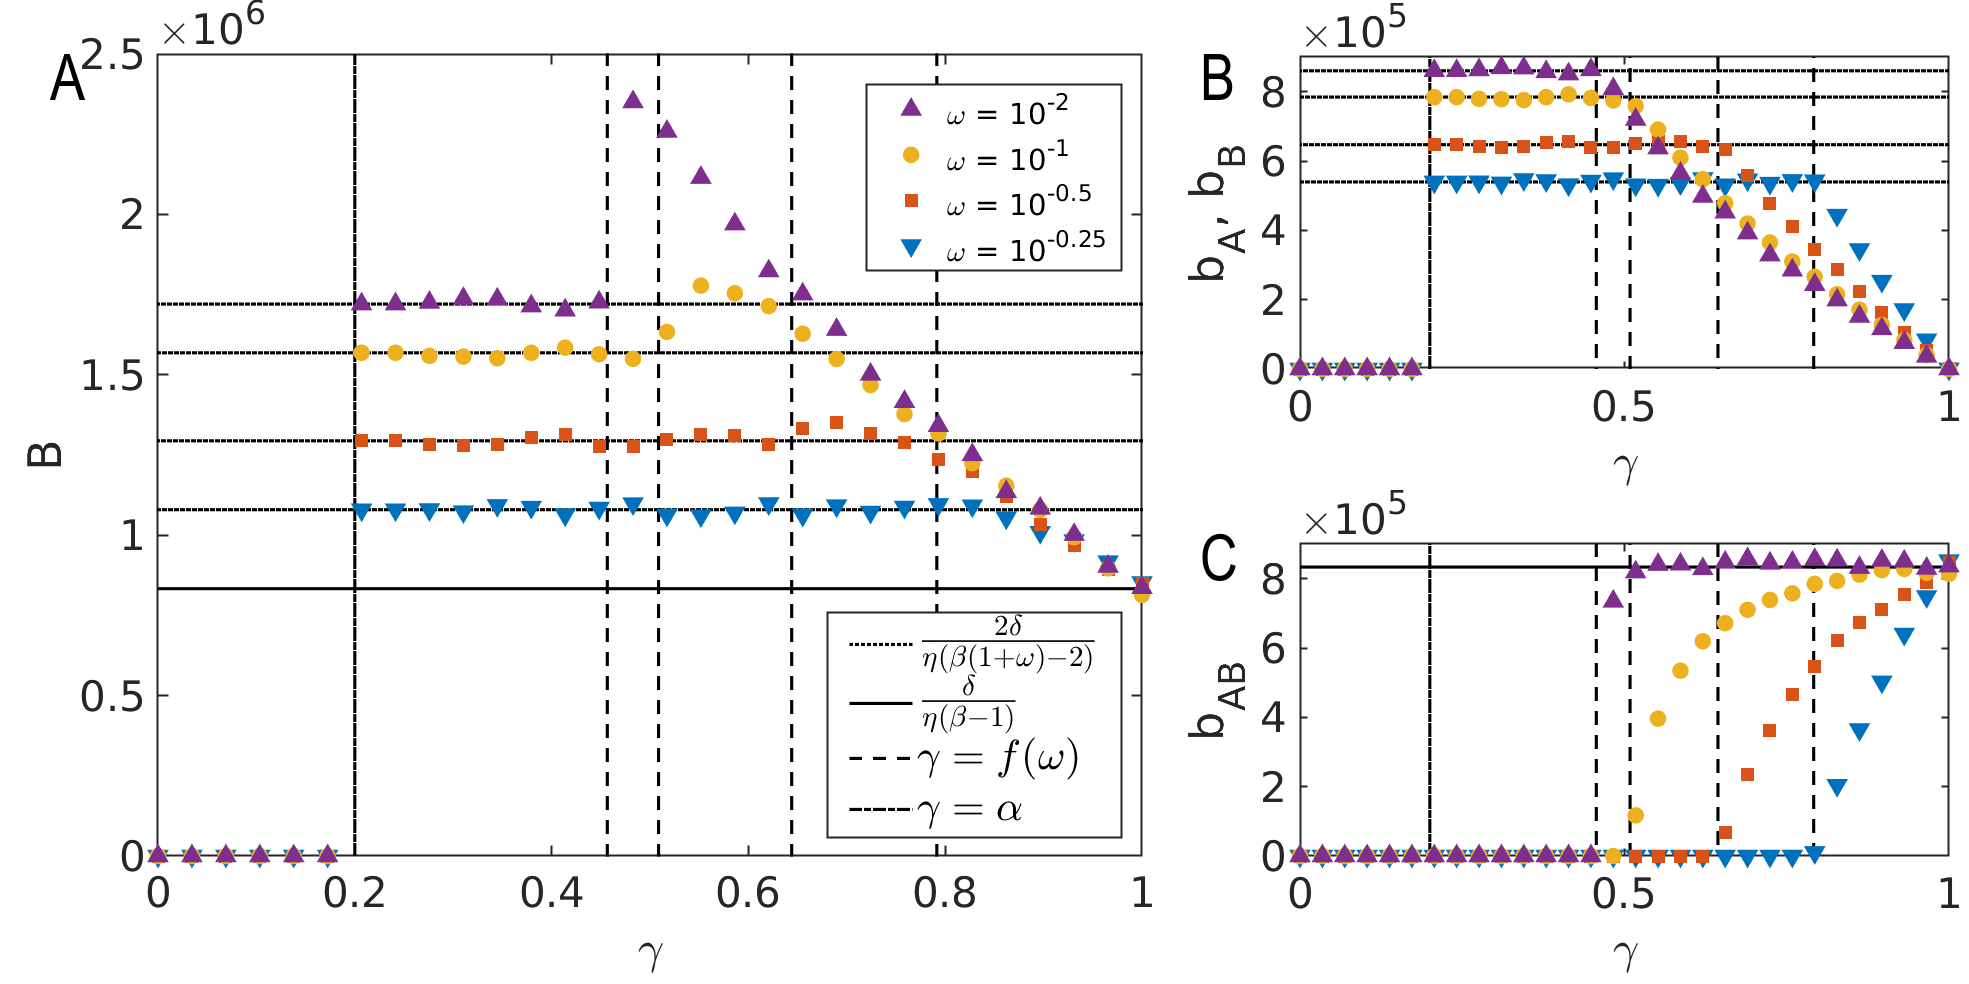 A
×10^6
2.5
2
1.5
1
0.5
0
B
0
0.2
0.4
0.6
0.8
1
γ
ω = 10^-2
ω = 10^-1
ω = 10^-0.5
ω = 10^-0.25
2δ/η(β(1+ω)−2)
δ/η(β−1)
γ = f(ω)
γ = α
B
×10^5
8
6
4
2
0
b_A, b_B
0
0.5
1
γ
C
×10^5
8
6
4
2
0
b_AB
0
0.5
1
γ